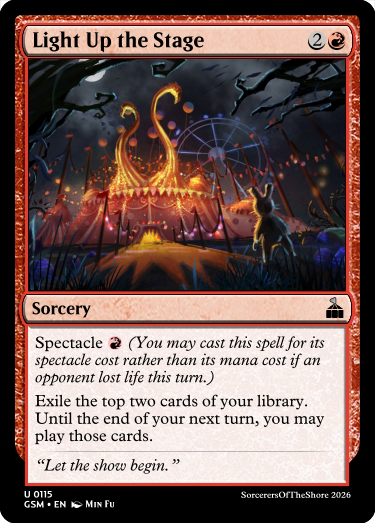 Light Up the Stage 2
Sorcery
Spectacle (You may cast this spell for its
spectacle cost rather than its mana cost if an
opponent lost life this turn.)
Exile the top two cards of your library.
Until the end of your next turn, you may
play those cards.
“Let the show begin.”
U 0115
GSM • EN Min Fu
SorcerersOfTheShore 2026